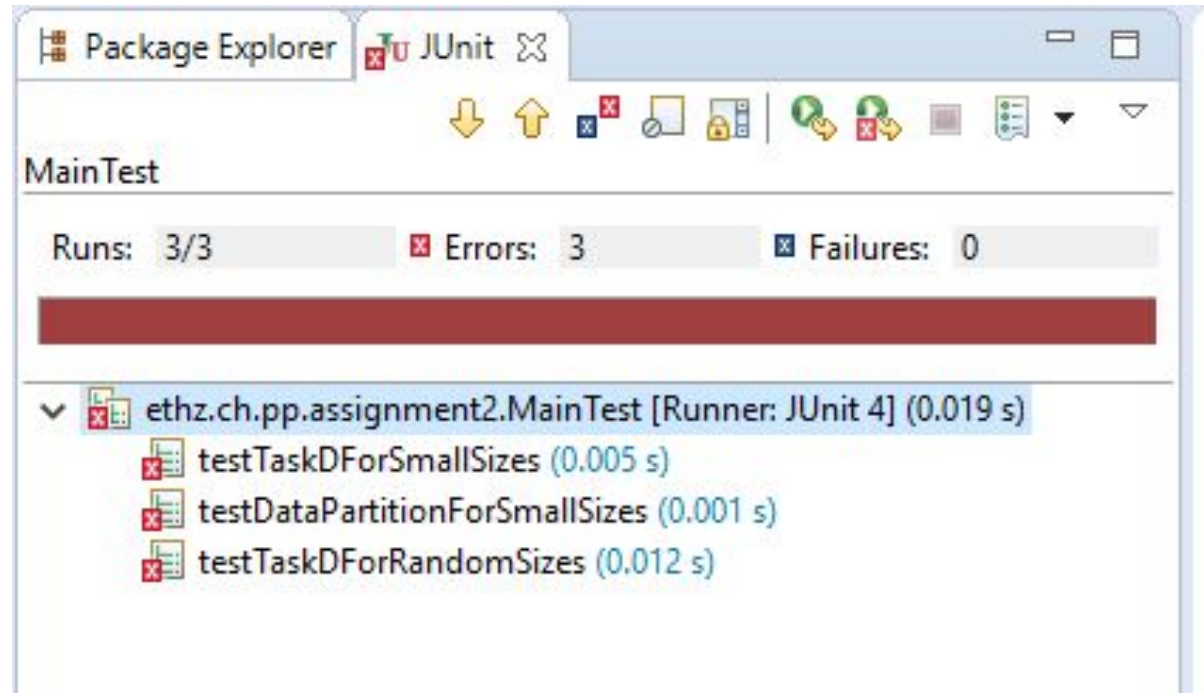 Package Explorer JUnit
MainTest
Runs: 3/3 Errors: 3 Failures: 0
ethz.ch.pp.assignment2.MainTest [Runner: JUnit 4] (0.019 s)
testTaskDForSmallSizes (0.005 s)
testDataPartitionForSmallSizes (0.001 s)
testTaskDForRandomSizes (0.012 s)